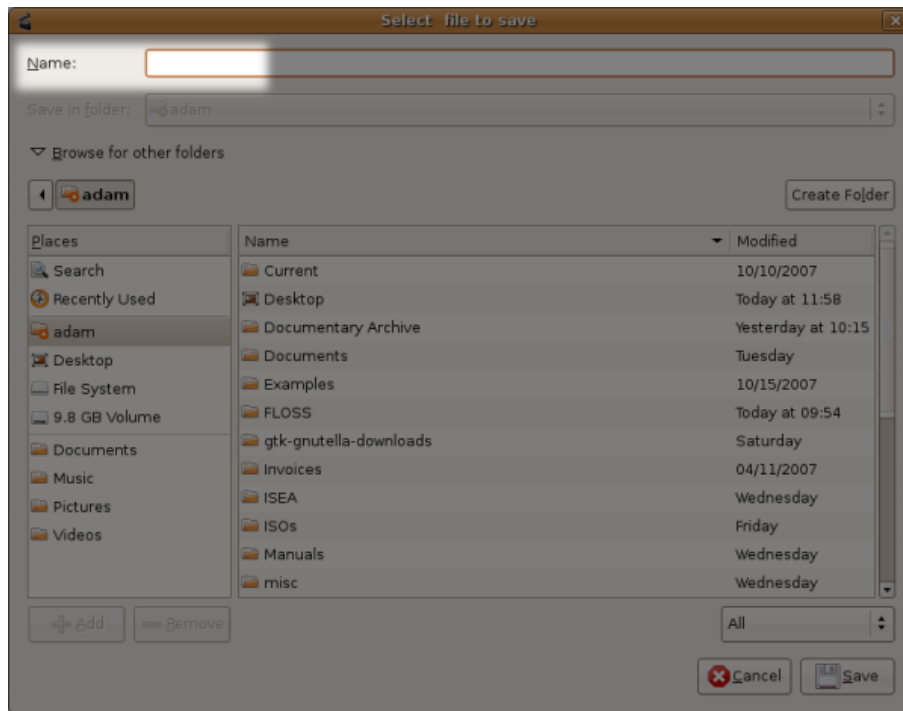 Select file to save
Name:
Save in folder: adam
Browse for other folders
adam
Create Folder
Places
Search
Recently Used
adam
Desktop
File System
9.8 GB Volume
Documents
Music
Pictures
Videos
Name Modified
Current 10/10/2007
Desktop Today at 11:58
Documentary Archive Yesterday at 10:15
Documents Tuesday
Examples 10/15/2007
FLOSS Today at 09:54
gtk-gnutella-downloads Saturday
Invoices 04/11/2007
ISEA Wednesday
ISOs Friday
Manuals Wednesday
misc Wednesday
Add Remove
All
Cancel Save